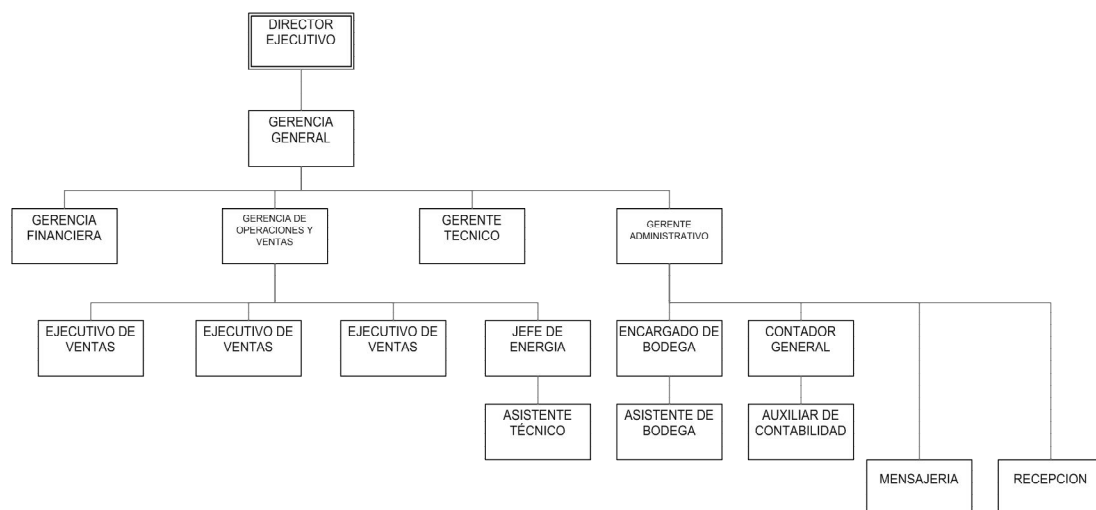 DIRECTOR
EJECUTIVO
GERENCIA
GENERAL
GERENCIA
FINANCIERA
GERENCIA DE
OPERACIONES Y
VENTAS
GERENTE
TECNICO
GERENTE
ADMINISTRATIVO
EJECUTIVO DE
VENTAS
EJECUTIVO DE
VENTAS
EJECUTIVO DE
VENTAS
JEFE DE
ENERGIA
ENCARGADO DE
BODEGA
CONTADOR
GENERAL
ASISTENTE
TÉCNICO
ASISTENTE DE
BODEGA
AUXILIAR DE
CONTABILIDAD
MENSAJERIA
RECEPCION